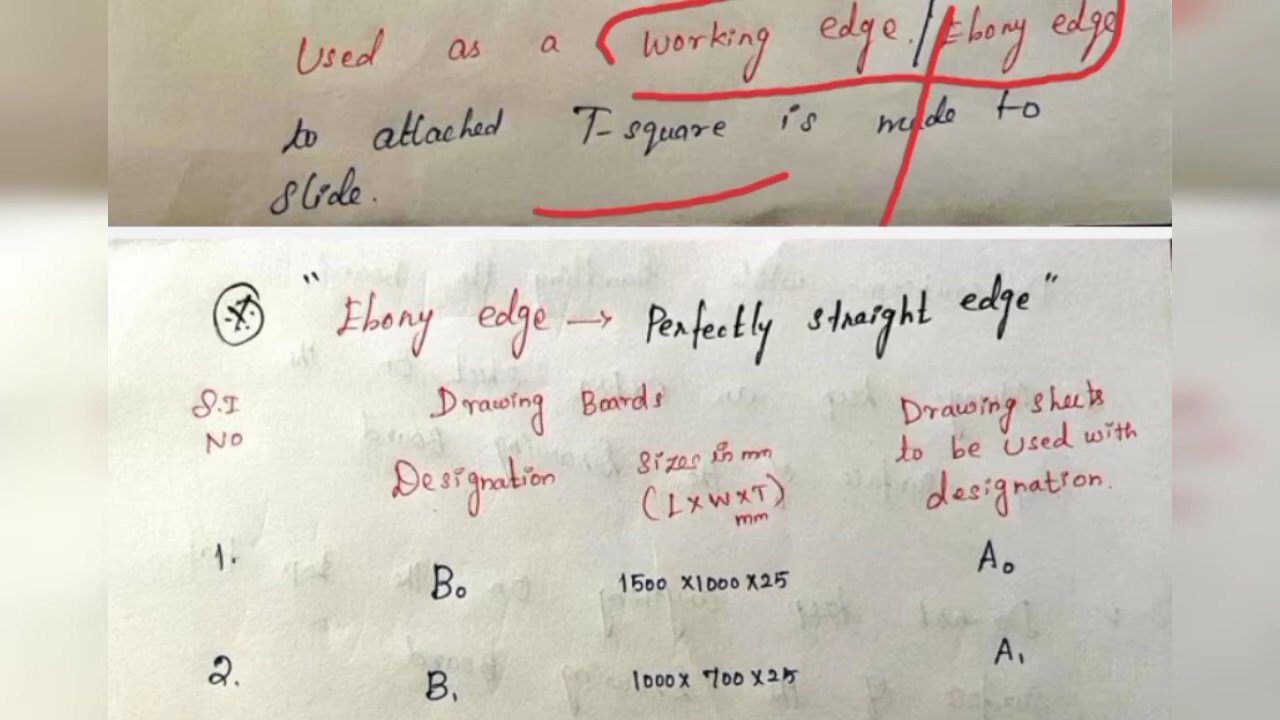 Used as a working edge. / Ebony edge
to attached T-square is made to
slide.
" Ebony edge → Perfectly straight edge "
S.I
No
Drawing Boards
Drawing sheets
to be used with
designation.
Designation
Sizes in mm
(L x W x T)
mm
1. B₀ 1500 x 1000 x 25 A₀
2. B₁ 1000 x 700 x 25 A₁